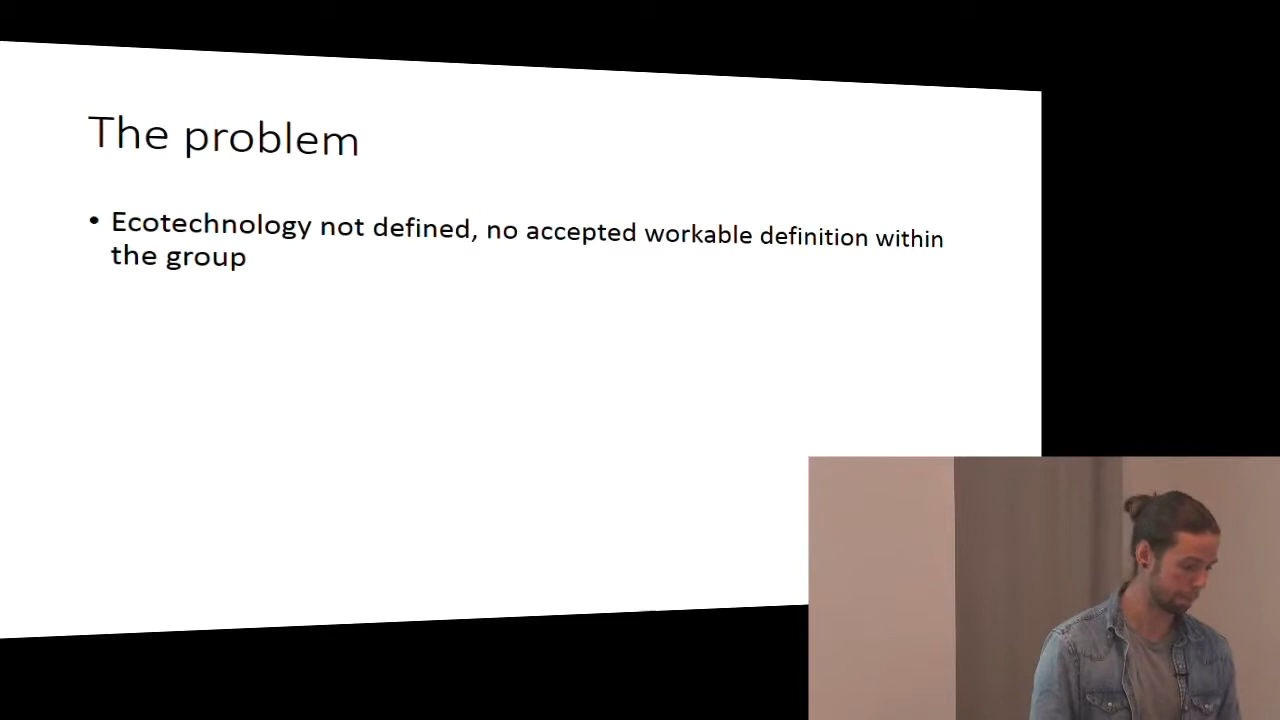 The problem
• Ecotechnology not defined, no accepted workable definition within
the group